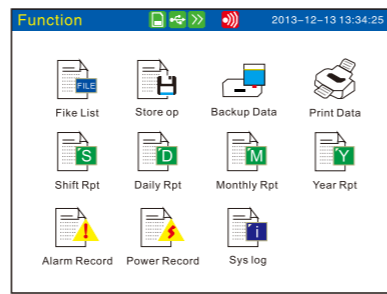 Function 2013-12-13 13:34:25
FILE
Fike List Store op Backup Data Print Data
S D M Y
Shift Rpt Daily Rpt Monthly Rpt Year Rpt
! i
Alarm Record Power Record Sys log